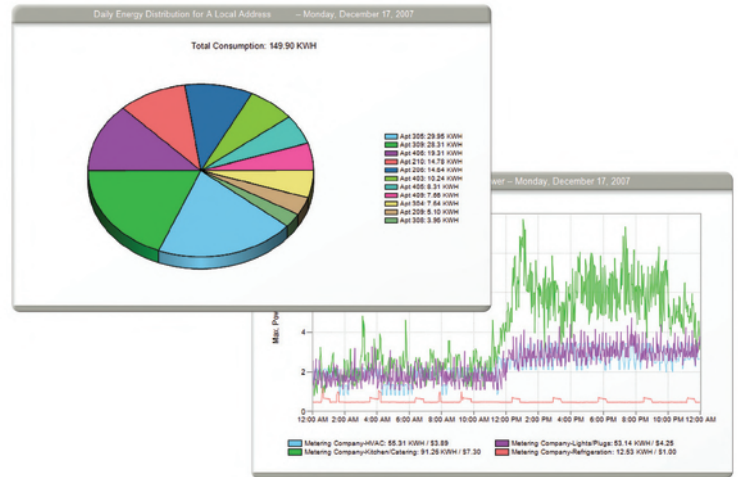 Daily Energy Distribution for A Local Address -- Monday, December 17, 2007
Total Consumption: 149.90 KWH
Apt 305: 29.95 KWH
Apt 309: 28.31 KWH
Apt 408: 19.31 KWH
Apt 210: 14.78 KWH
Apt 206: 14.64 KWH
Apt 403: 10.24 KWH
Apt 405: 8.31 KWH
Apt 409: 7.66 KWH
Apt 304: 7.64 KWH
Apt 209: 5.10 KWH
Apt 308: 3.96 KWH
wer -- Monday, December 17, 2007
Max. Pow
4
2
0
12:00 AM 2:00 AM 4:00 AM 6:00 AM 8:00 AM 10:00 AM 12:00 PM 2:00 PM 4:00 PM 6:00 PM 8:00 PM 10:00 PM 12:00 AM
Metering Company-HVAC: 55.31 KWH / $3.89 Metering Company-Lights/Plugs: 53.14 KWH / $4.25
Metering Company-Kitchen/Catering: 91.26 KWH / $7.30 Metering Company-Refrigeration: 12.53 KWH / $1.00